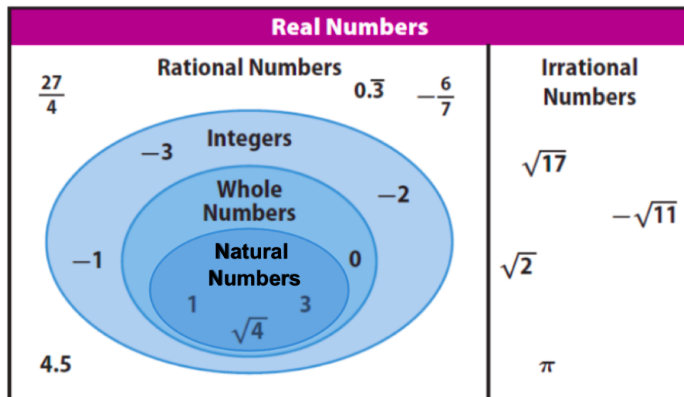 Real Numbers
Rational Numbers
27/4
0.3̅
−6/7
Integers
−3
Whole
Numbers
−2
Natural
Numbers
−1
0
1
3
√4
4.5
Irrational
Numbers
√17
−√11
√2
π